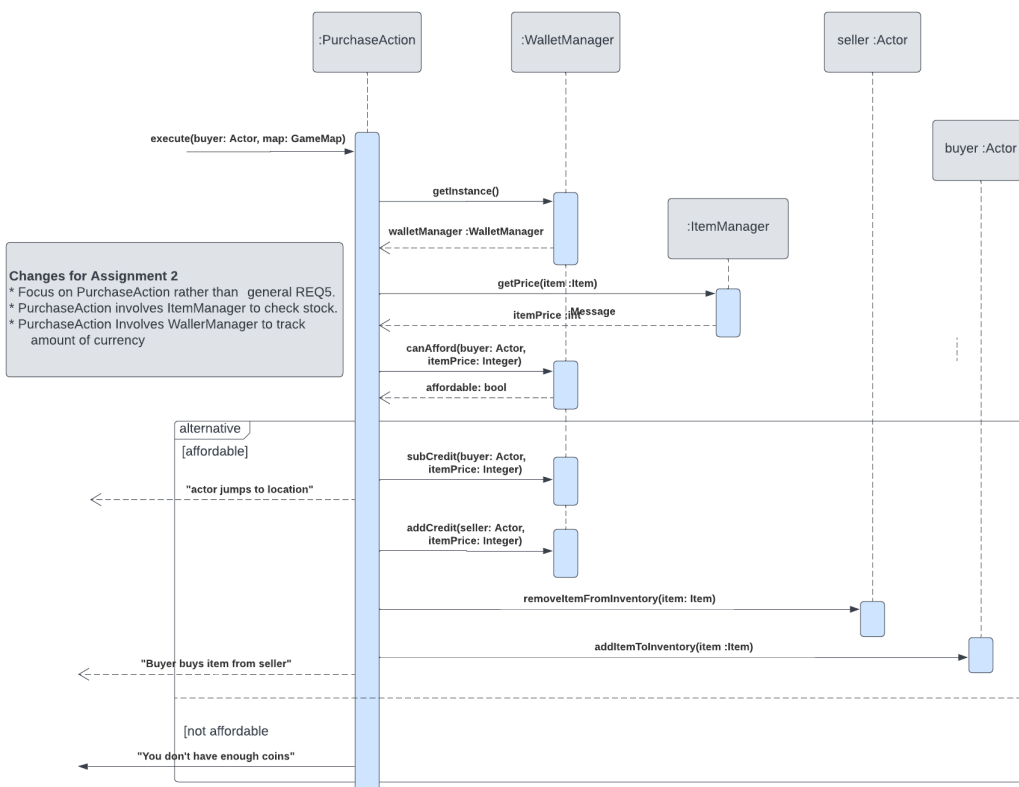 :PurchaseAction
:WalletManager
seller :Actor
buyer :Actor
execute(buyer: Actor, map: GameMap)
getInstance()
walletManager :WalletManager
:ItemManager
Changes for Assignment 2
* Focus on PurchaseAction rather than general REQ5.
* PurchaseAction involves ItemManager to check stock.
* PurchaseAction Involves WallerManager to track
amount of currency
getPrice(item :Item)
Message
itemPrice :int
canAfford(buyer: Actor,
itemPrice: Integer)
affordable: bool
alternative
[affordable]
subCredit(buyer: Actor,
itemPrice: Integer)
"actor jumps to location"
addCredit(seller: Actor,
itemPrice: Integer)
removeItemFromInventory(item: Item)
addItemToInventory(item :Item)
"Buyer buys item from seller"
[not affordable
"You don't have enough coins"